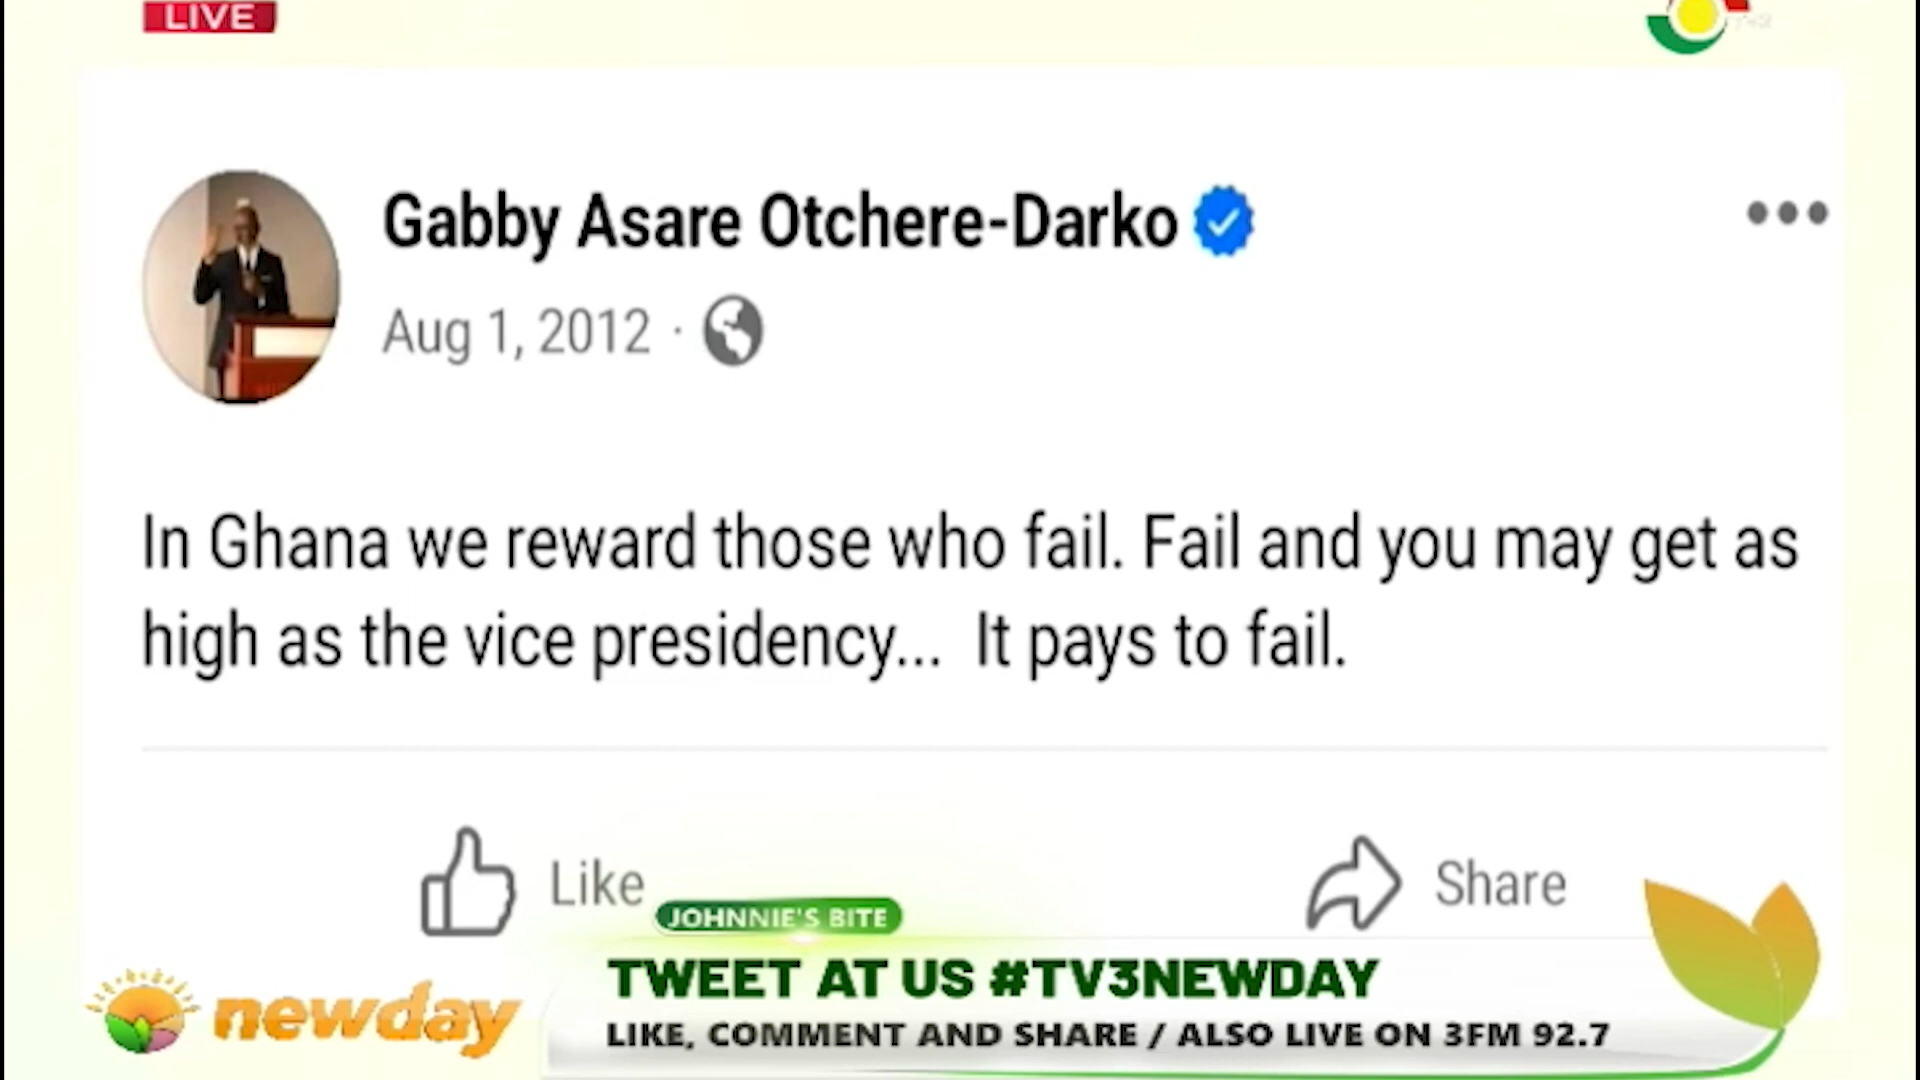 LIVE
Gabby Asare Otchere-Darko
Aug 1, 2012 ·
In Ghana we reward those who fail. Fail and you may get as
high as the vice presidency... It pays to fail.
Like
Share
JOHNNIE'S BITE
TWEET AT US #TV3NEWDAY
newday
LIKE, COMMENT AND SHARE / ALSO LIVE ON 3FM 92.7